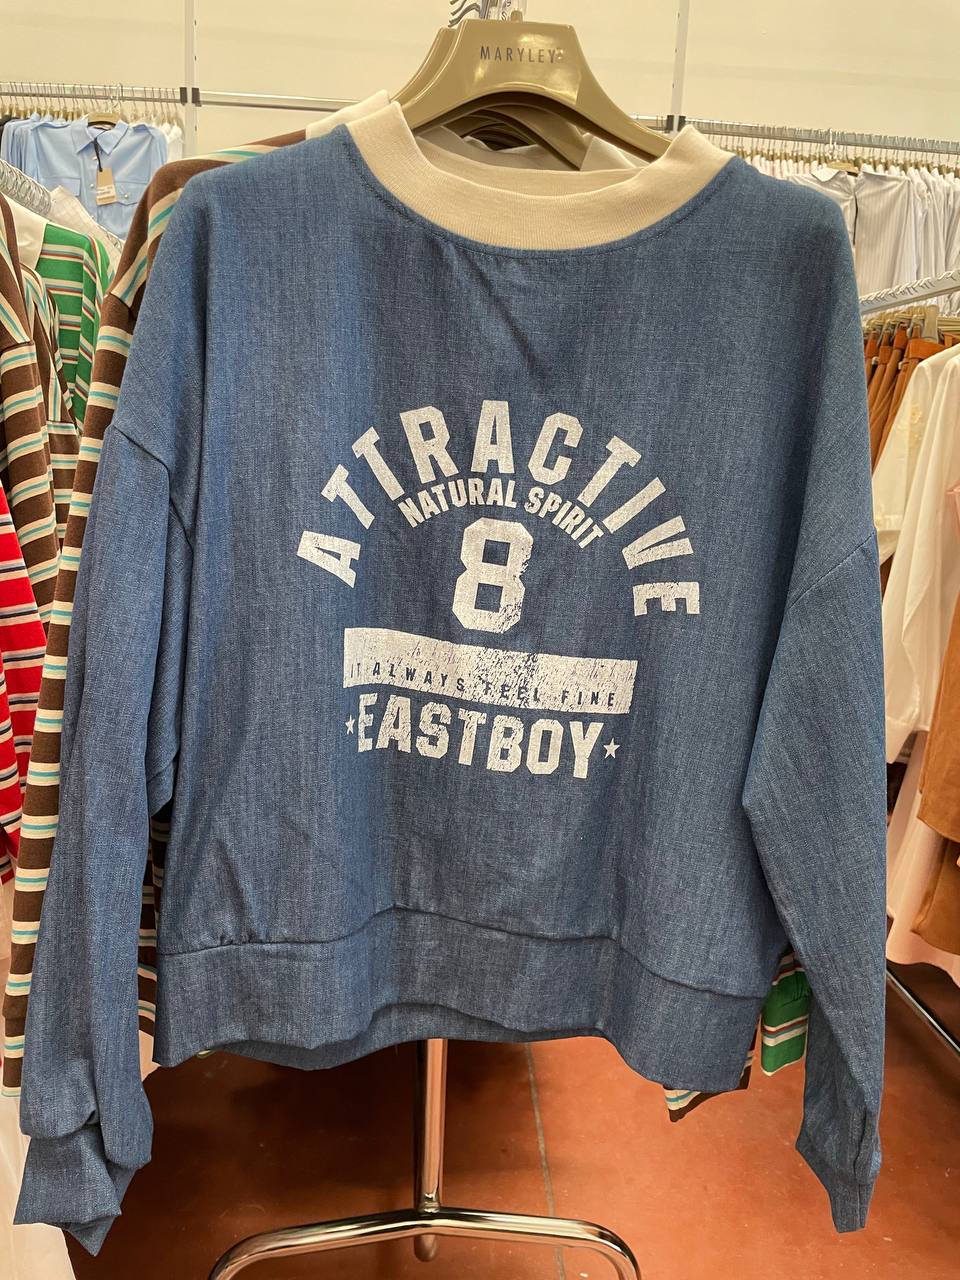 MARYLEY
ATTRACTIVE
NATURAL SPIRIT
8
IT ALWAYS FEEL FINE
EASTBOY